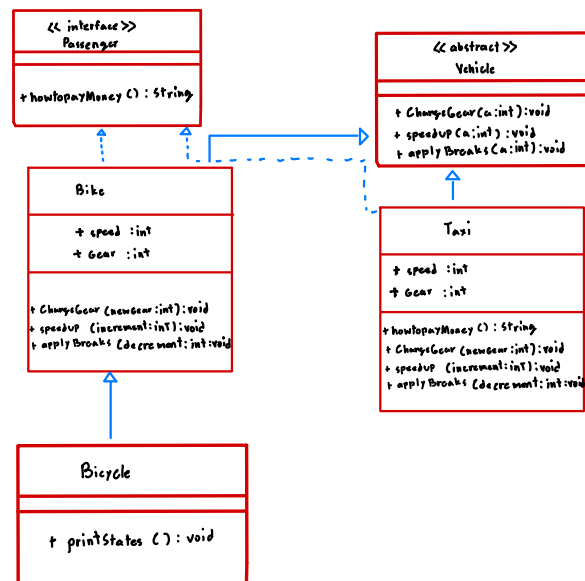 << interface >>
Passenger
+ howtopayMoney () : String
<< abstract >>
Vehicle
+ ChangeGear (a:int) : void
+ speedup (a:int) : void
+ applyBreaks (a:int) : void
Bike
+ speed : int
+ Gear : int
+ ChangeGear (newGear : int) : void
+ speedup (increment : int) : void
+ applyBreaks (decrement : int : void
Taxi
+ speed : int
+ Gear : int
+ howtopayMoney () : String
+ ChangeGear (newGear : int) : void
+ speedup (increment : int) : void
+ applyBreaks (decrement : int : void
Bicycle
+ printStates () : void